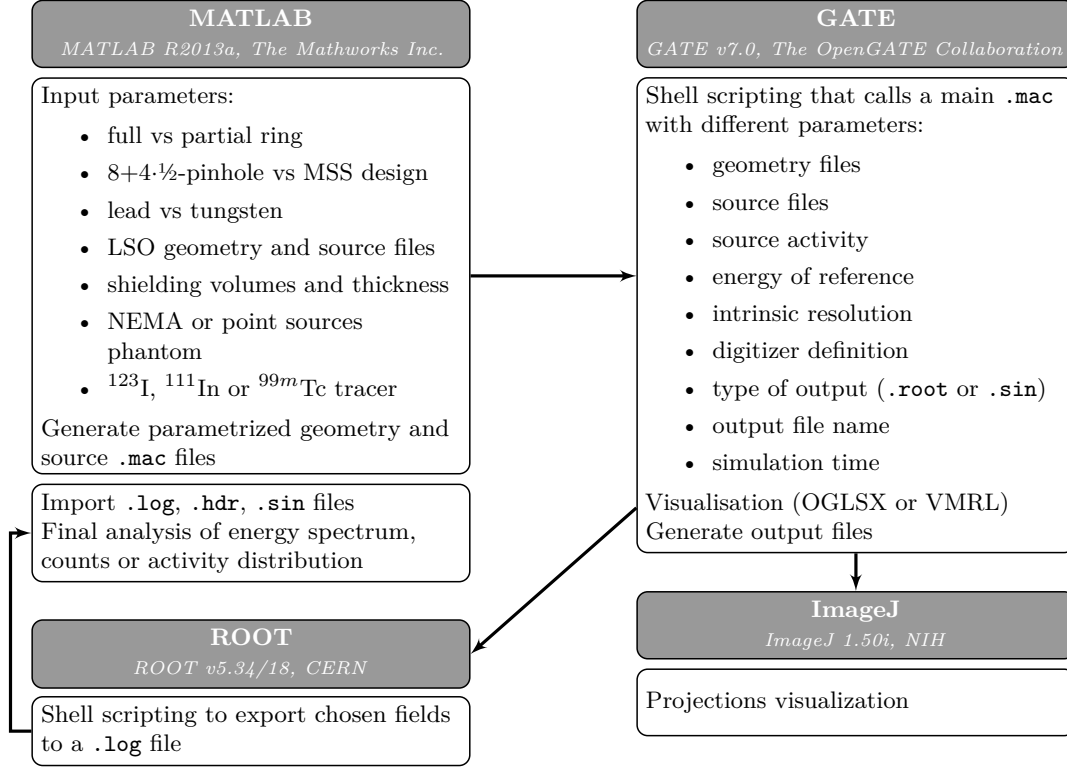 MATLAB
MATLAB R2013a, The Mathworks Inc.
Input parameters:
• full vs partial ring
• 8+4·½-pinhole vs MSS design
• lead vs tungsten
• LSO geometry and source files
• shielding volumes and thickness
• NEMA or point sources
phantom
• ¹²³I, ¹¹¹In or ⁹⁹ᵐTc tracer
Generate parametrized geometry and
source .mac files
Import .log, .hdr, .sin files
Final analysis of energy spectrum,
counts or activity distribution
ROOT
ROOT v5.34/18, CERN
Shell scripting to export chosen fields
to a .log file
GATE
GATE v7.0, The OpenGATE Collaboration
Shell scripting that calls a main .mac
with different parameters:
• geometry files
• source files
• source activity
• energy of reference
• intrinsic resolution
• digitizer definition
• type of output (.root or .sin)
• output file name
• simulation time
Visualisation (OGLSX or VMRL)
Generate output files
ImageJ
ImageJ 1.50i, NIH
Projections visualization